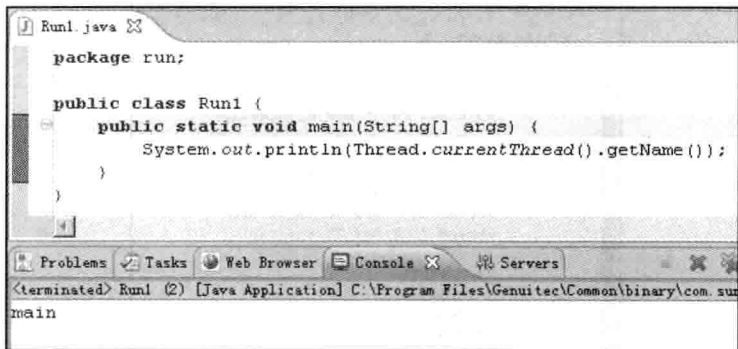 Run1.java
package run;
public class Run1 {
public static void main(String[] args) {
System.out.println(Thread.currentThread().getName());
}
}
Problems Tasks Web Browser Console Servers
<terminated> Run1 (2) [Java Application] C:\Program Files\Genuitec\Common\binary\com.sun
main